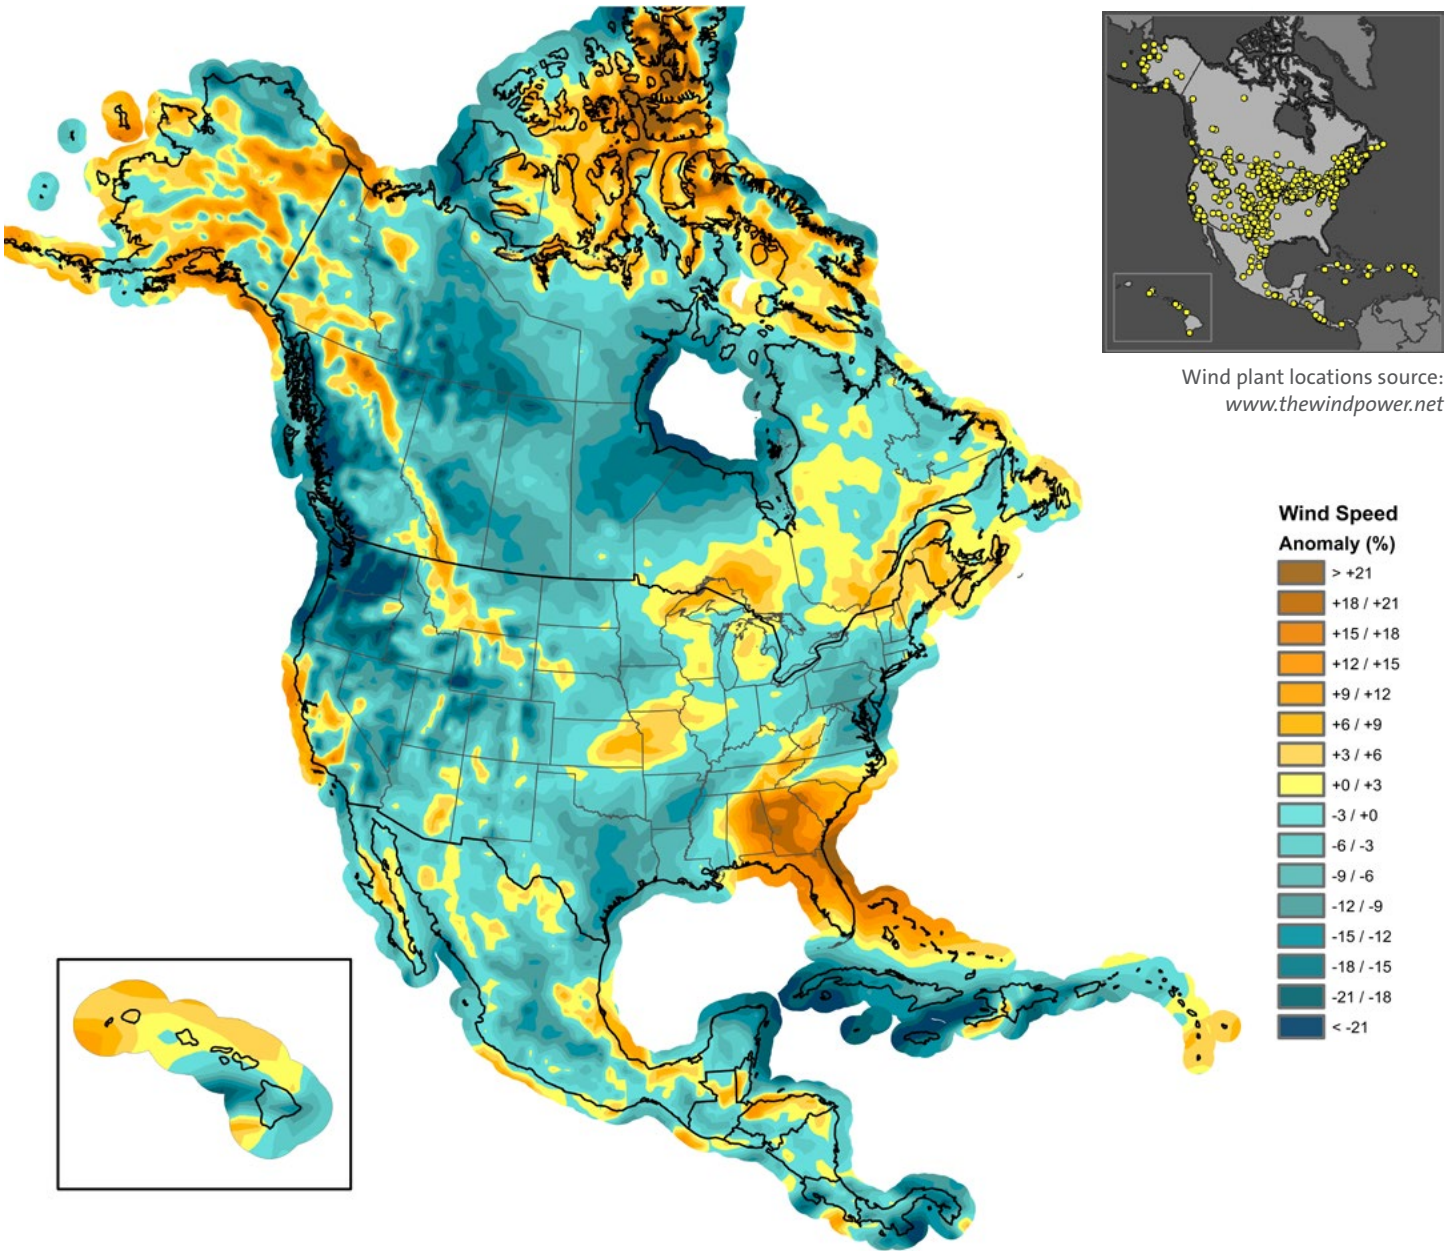 Wind plant locations source:
www.thewindpower.net
Wind Speed
Anomaly (%)
> +21
+18 / +21
+15 / +18
+12 / +15
+9 / +12
+6 / +9
+3 / +6
+0 / +3
-3 / +0
-6 / -3
-9 / -6
-12 / -9
-15 / -12
-18 / -15
-21 / -18
< -21